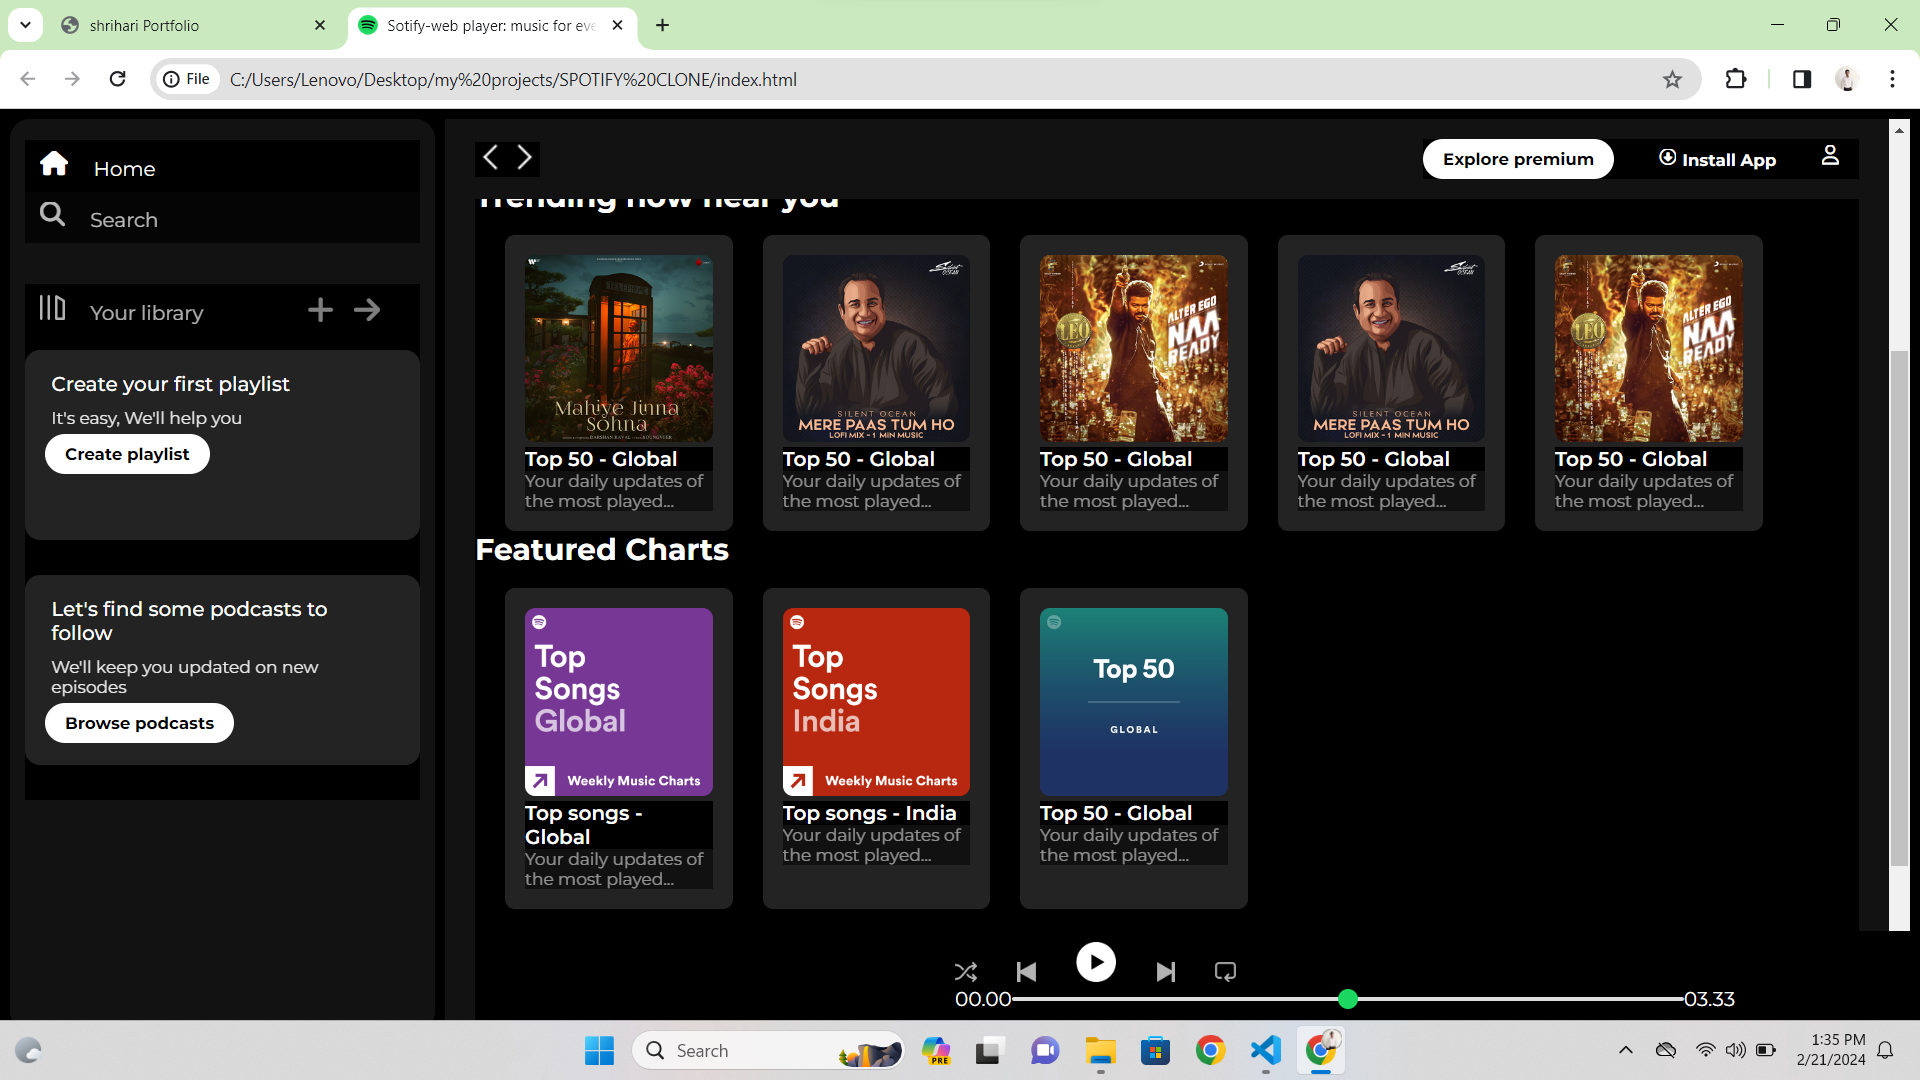 shrihari Portfolio
Sotify-web player: music for eve
File
C:/Users/Lenovo/Desktop/my%20projects/SPOTIFY%20CLONE/index.html
Home
Search
Your library
Create your first playlist
It's easy, We'll help you
Create playlist
Let's find some podcasts to
follow
We'll keep you updated on new
episodes
Browse podcasts
Explore premium
Install App
Trending now near you
TELEPHONE
Mahiye Jinna
Sohna
Top 50 - Global
Your daily updates of
the most played...
Silent
OCEAN
SILENT OCEAN
MERE PAAS TUM HO
LOFI MIX - 1 MIN MUSIC
Top 50 - Global
Your daily updates of
the most played...
LEO
ALTER EGO
NAA
READY
Top 50 - Global
Your daily updates of
the most played...
Silent
OCEAN
SILENT OCEAN
MERE PAAS TUM HO
LOFI MIX - 1 MIN MUSIC
Top 50 - Global
Your daily updates of
the most played...
LEO
ALTER EGO
NAA
READY
Top 50 - Global
Your daily updates of
the most played...
Featured Charts
Top
Songs
Global
Weekly Music Charts
Top songs -
Global
Your daily updates of
the most played...
Top
Songs
India
Weekly Music Charts
Top songs - India
Your daily updates of
the most played...
Top 50
GLOBAL
Top 50 - Global
Your daily updates of
the most played...
00.00
03.33
Search
PRE
1:35 PM
2/21/2024